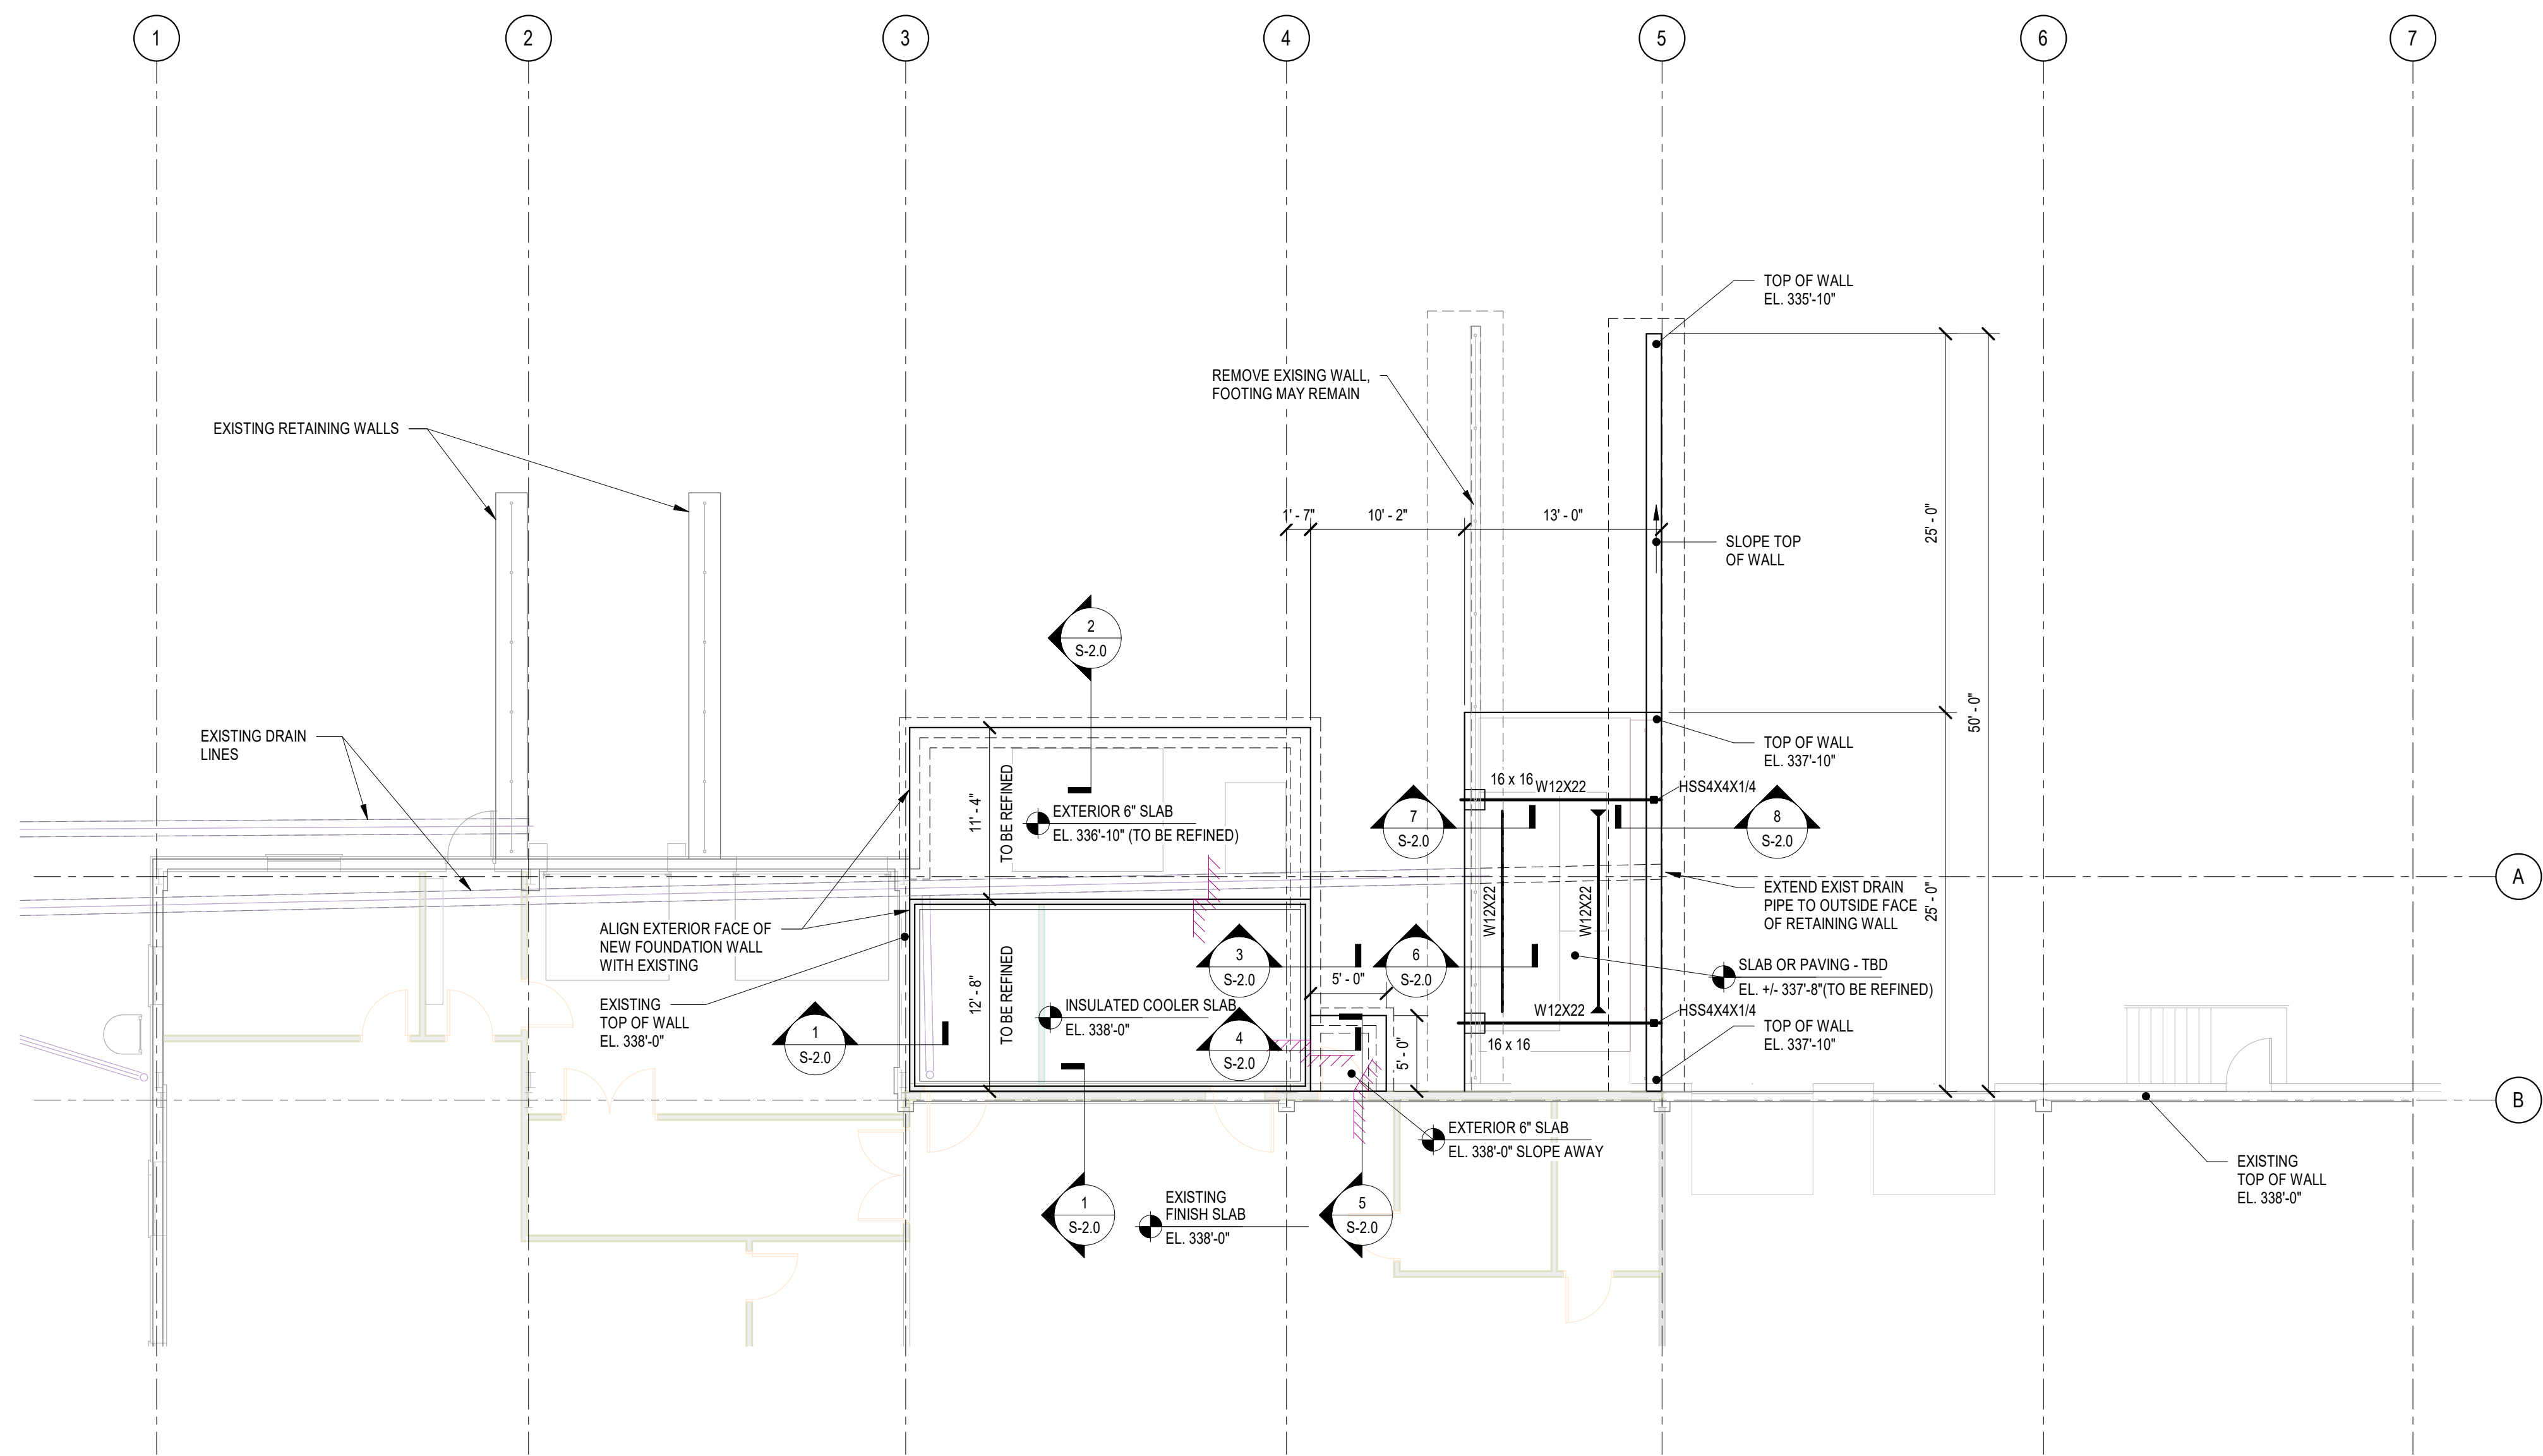 1
2
3
4
5
6
7
TOP OF WALL
EL. 335'-10"
REMOVE EXISING WALL,
FOOTING MAY REMAIN
EXISTING RETAINING WALLS
1' - 7"
10' - 2"
13' - 0"
25' - 0"
SLOPE TOP
OF WALL
2
S-2.0
50' - 0"
EXISTING DRAIN
LINES
TOP OF WALL
EL. 337'-10"
11' - 4"
TO BE REFINED
EXTERIOR 6" SLAB
EL. 336'-10" (TO BE REFINED)
16 x 16
W12X22
HSS4X4X1/4
7
S-2.0
8
S-2.0
A
W12X22
W12X22
EXTEND EXIST DRAIN
PIPE TO OUTSIDE FACE
OF RETAINING WALL
25' - 0"
ALIGN EXTERIOR FACE OF
NEW FOUNDATION WALL
WITH EXISTING
3
S-2.0
6
S-2.0
5' - 0"
SLAB OR PAVING - TBD
EL. +/- 337'-8"(TO BE REFINED)
12' - 8"
TO BE REFINED
EXISTING
TOP OF WALL
EL. 338'-0"
INSULATED COOLER SLAB
EL. 338'-0"
W12X22
HSS4X4X1/4
1
S-2.0
4
S-2.0
5' - 0"
16 x 16
TOP OF WALL
EL. 337'-10"
B
EXTERIOR 6" SLAB
EL. 338'-0" SLOPE AWAY
EXISTING
TOP OF WALL
EL. 338'-0"
1
S-2.0
EXISTING
FINISH SLAB
EL. 338'-0"
5
S-2.0